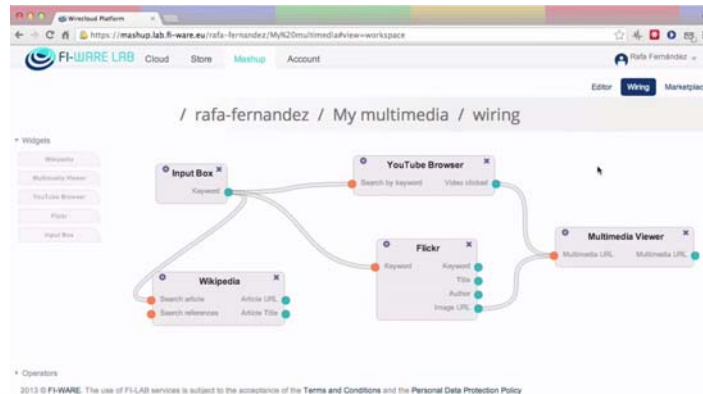 Wirecloud Platform
https://mashup.lab.fi-ware.eu/rafa-fernandez/My%20multimedia#view=workspace
FI-WARE LAB Cloud Store Mashup Account Rafa Fernández
Editor Wiring Marketplac
/ rafa-fernandez / My multimedia / wiring
Widgets
Wikipedia
Multimedia Viewer
YouTube Browser
Flickr
Input Box
Input Box
Keyword
YouTube Browser
Search by keyword Video clicked
Flickr
Keyword Keyword
Title
Author
Image URL
Multimedia Viewer
Multimedia URL Multimedia URL
Wikipedia
Search article Article URL
Search references Article Title
Operators
2013 © FI-WARE. The use of FI-LAB services is subject to the acceptance of the Terms and Conditions and the Personal Data Protection Policy